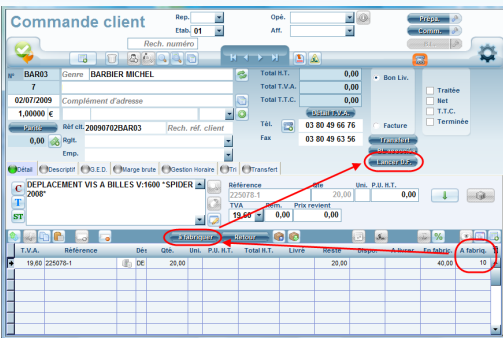 Commande client
Rep.
Opé.
Prépa.
Etab. 01
Aff.
Comm.
Rech. numéro
N° BAR03 Genre BARBIER MICHEL
Total H.T. 0,00
Bon Liv.
7
Total T.V.A. 0,00
Traitée
02/07/2009 Complément d'adresse
Total T.T.C. 0,00
Net
1,00000 €
Détail T.V.A.
T.T.C.
Parité Réf clt. 20090702BAR03 Rech. réf. client
Tél. 03 80 49 66 76
Facture
Terminée
0,00 Rglt.
Fax 03 80 49 63 56
Transfert
Emp.
Lancer O.F.
Détail Descriptif G.E.D. Marge brute Gestion Horaire Tri Transfert
C DEPLACEMENT VIS A BILLES V:1600 *SPIDER
2008*
T
ST
Référence Qte Uni. P.U. H.T.
225078-1 20,00 0,00
TVA Rem. Prix revient
19,60 0,00 0,00
à fabriquer Retour
T.V.A. Référence Dés Qté. Uni. P.U. H.T. Total H.T. Livré Reste Dispo. A livrer En fabric. A fabriq.
19,60 225078-1 DE 20,00 20,00 40,00 10